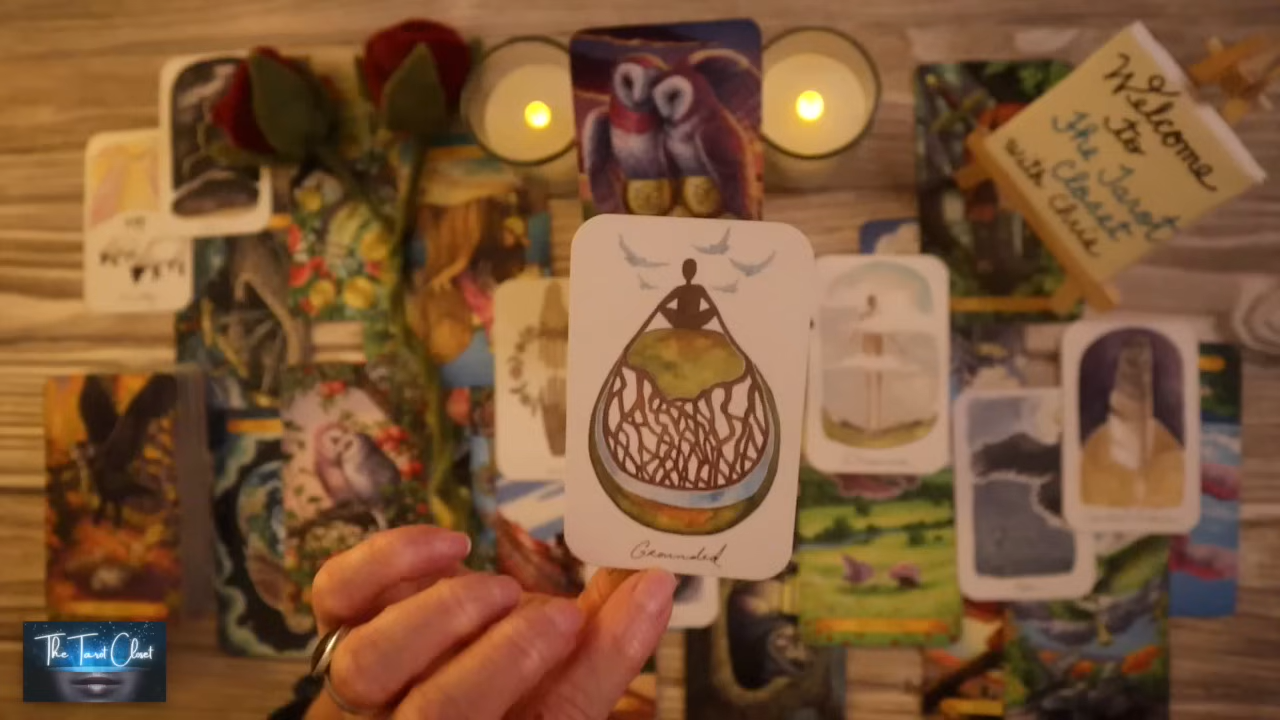 Welcome
To
The Tarot
Closet
with Chris
Grounded
The Tarot Closet